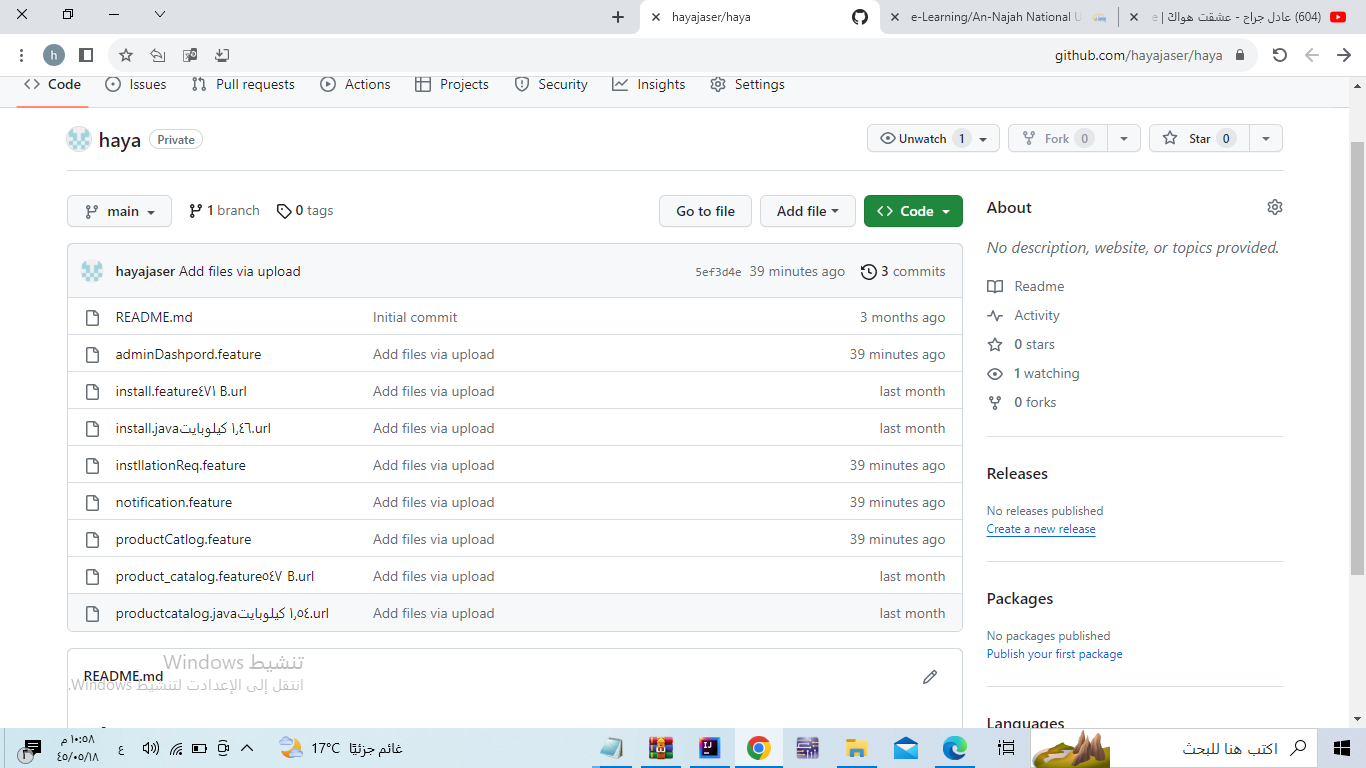 hayajaser/haya
e-Learning/An-Najah National U
(604) عادل جراح - عشقت هواك | e
h
github.com/hayajaser/haya
Code
Issues
Pull requests
Actions
Projects
Security
Insights
Settings
haya
Private
Unwatch 1
Fork 0
Star 0
main
1 branch
0 tags
Go to file
Add file
Code
hayajaser Add files via upload 5ef3d4e 39 minutes ago 3 commits
README.md Initial commit 3 months ago
adminDashpord.feature Add files via upload 39 minutes ago
install.feature٤٧١ B.url Add files via upload last month
install.java١٫٤٦ كيلوبايت.url Add files via upload last month
instllationReq.feature Add files via upload 39 minutes ago
notification.feature Add files via upload 39 minutes ago
productCatlog.feature Add files via upload 39 minutes ago
product_catalog.feature٥٤٧ B.url Add files via upload last month
productcatalog.java١٫٥٤ كيلوبايت.url Add files via upload last month
README.md
About
No description, website, or topics provided.
Readme
Activity
0 stars
1 watching
0 forks
Releases
No releases published
Create a new release
Packages
No packages published
Publish your first package
Languages
تنشيط Windows
انتقل إلى الإعدادت لتنشيط Windows.
١٠:٥٨ م
٤٥/٠٥/١٨
ع
17°C غائم جزئيًا
اكتب هنا للبحث